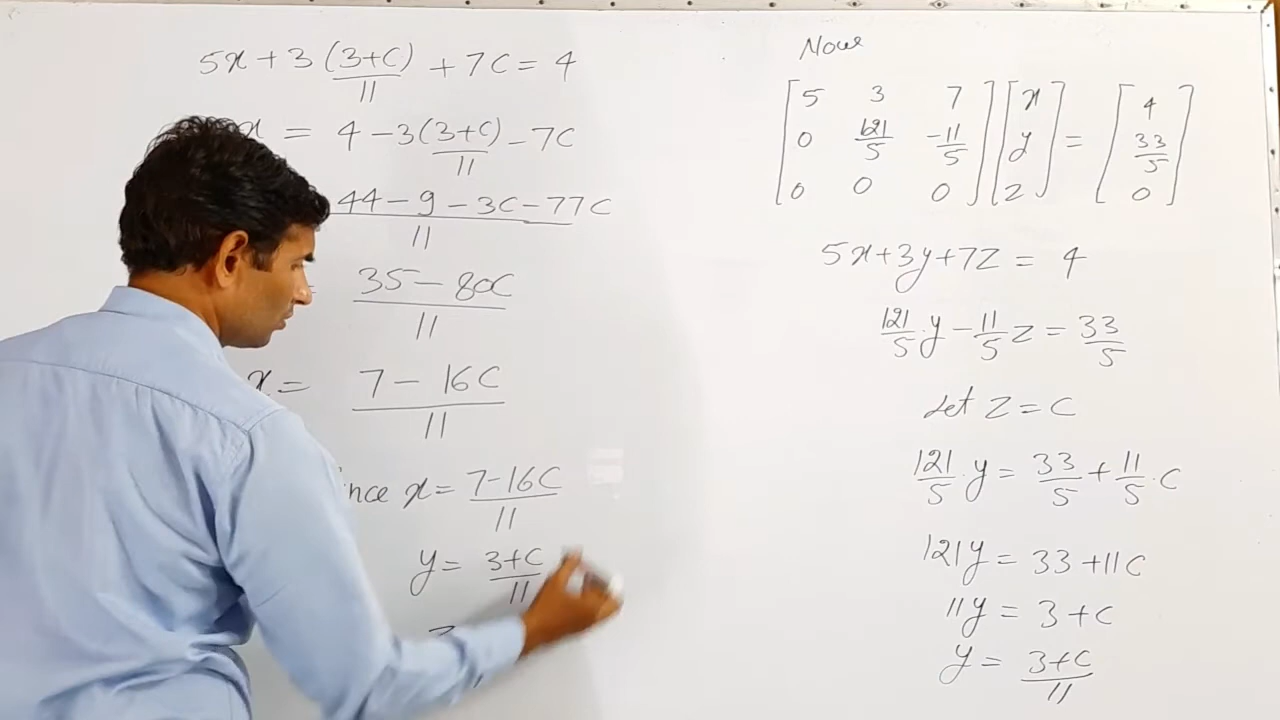 5x + 3 (3+C)/11 + 7C = 4
x = 4 - 3(3+C)/11 - 7C
44 - 9 - 3C - 77C / 11
= 35 - 80C / 11
x = 7 - 16C / 11
x = 7-16C / 11
y = 3+C / 11
Now
[5 3 7; 0 121/5 -11/5; 0 0 0] [x; y; z] = [4; 33/5; 0]
5x+3y+7z = 4
121/5 . y - 11/5 z = 33/5
Let z = C
121/5 . y = 33/5 + 11/5 . C
121y = 33 + 11C
11y = 3 + C
y = 3+C / 11